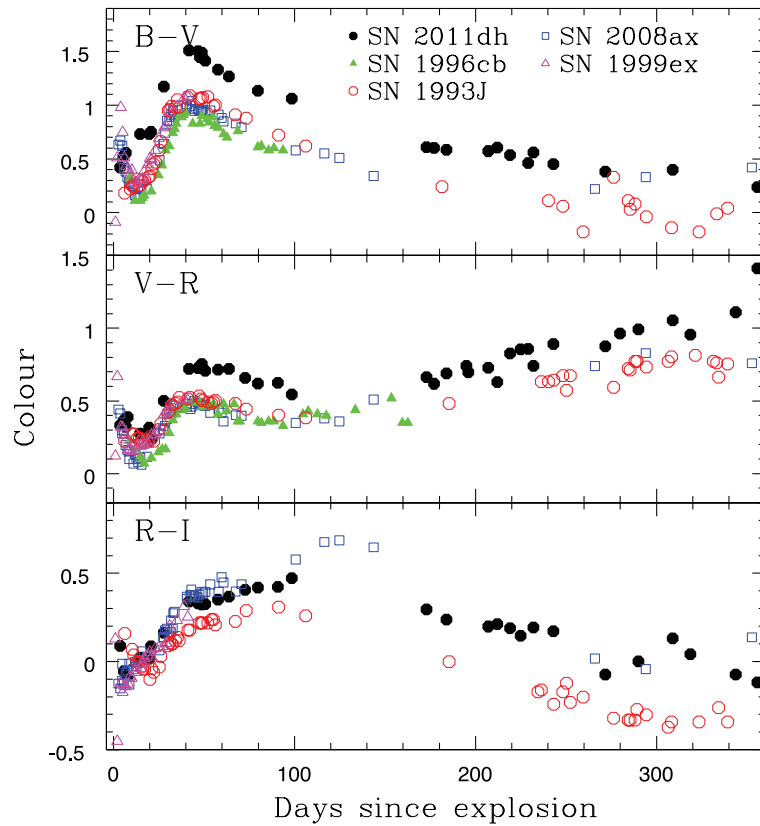 B-V
SN 2011dh
SN 2008ax
SN 1996cb
SN 1999ex
SN 1993J
1.5
1
0.5
0
V-R
1.5
1
0.5
0
Colour
R-I
0.5
0
-0.5
0
100
200
300
Days since explosion